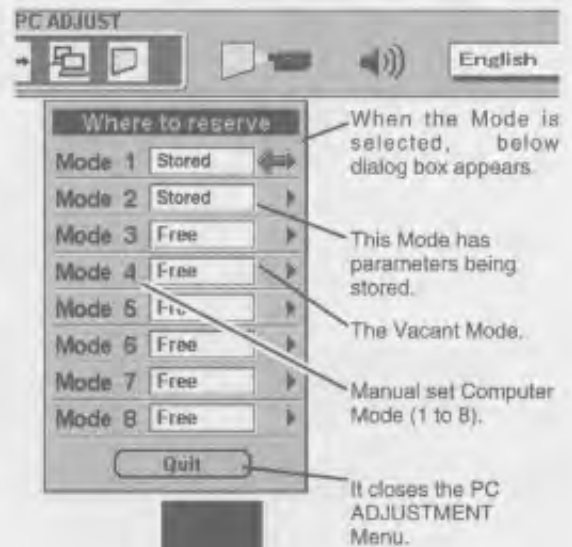 PC ADJUST
English
Where to reserve
Mode 1 Stored
Mode 2 Stored
Mode 3 Free
Mode 4 Free
Mode 5
Mode 6 Free
Mode 7 Free
Mode 8 Free
Quit
When the Mode is
selected, below
dialog box appears
This Mode has
parameters being
stored.
The Vacant Mode.
Manual set Computer
Mode (1 to 8).
It closes the PC
ADJUSTMENT
Menu.